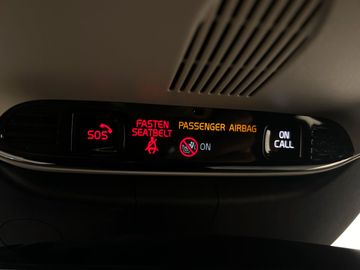 SOS
FASTEN
SEATBELT
PASSENGER AIRBAG
ON
ON
CALL